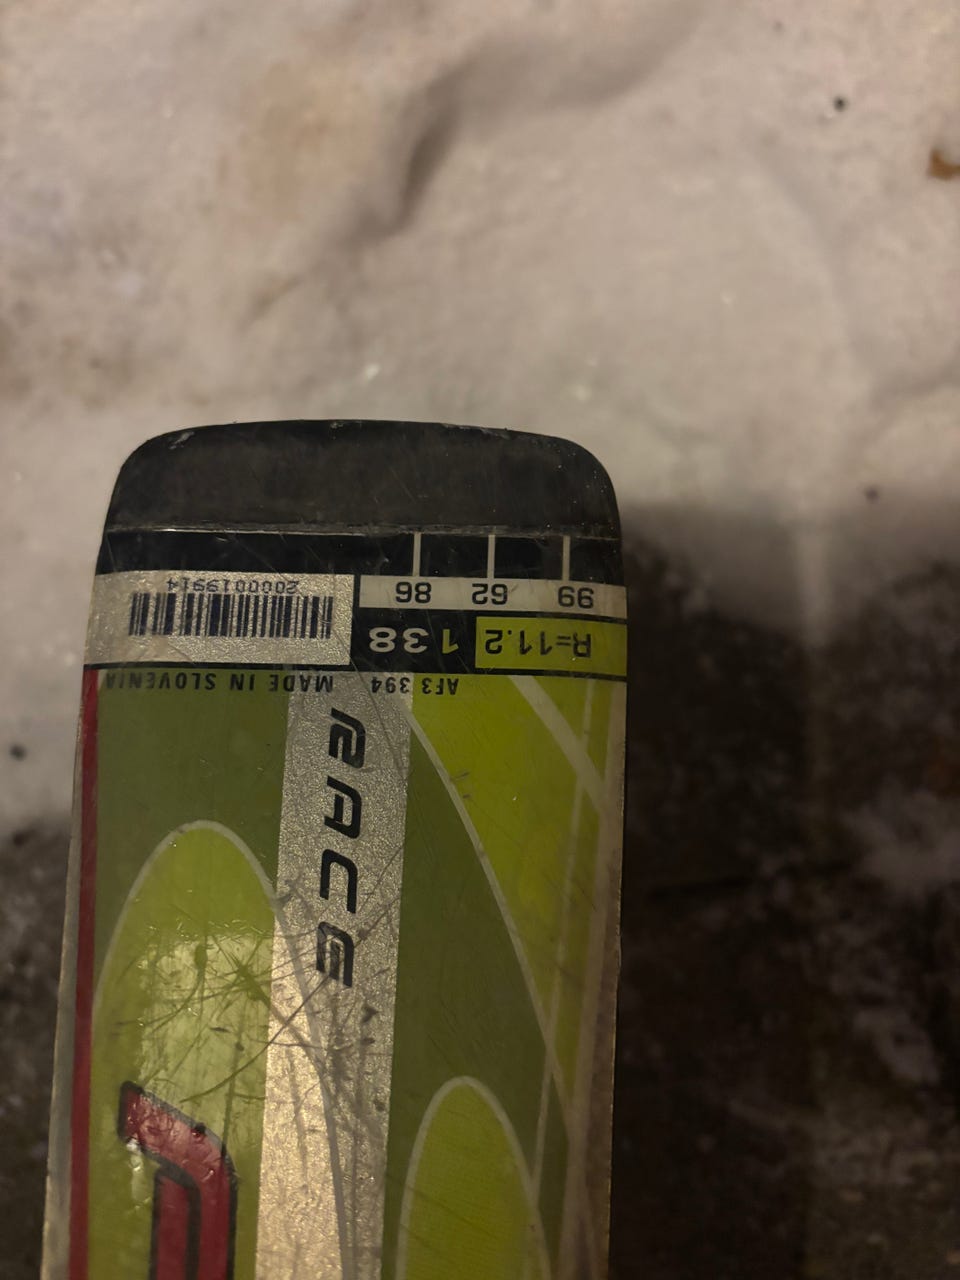 RACE
AF3 394 MADE IN SLOVENIA
R=11.2 138
99 62 86
2000019914